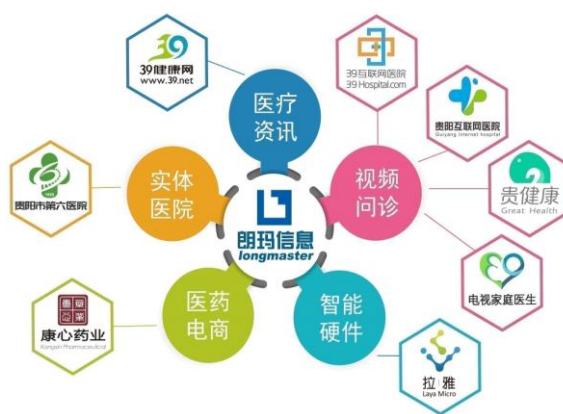 39健康网
www.39.net
39互联网医院
39Hospital.com
贵阳互联网医院
Guiyang internet hospital
医疗
资讯
实体
医院
视频
问诊
贵阳市第六医院
贵健康
Great Health
朗玛信息
longmaster
电视家庭医生
医药
电商
智能
硬件
康心药业
Kangxin Pharmaceutical
拉雅
Laya Micro